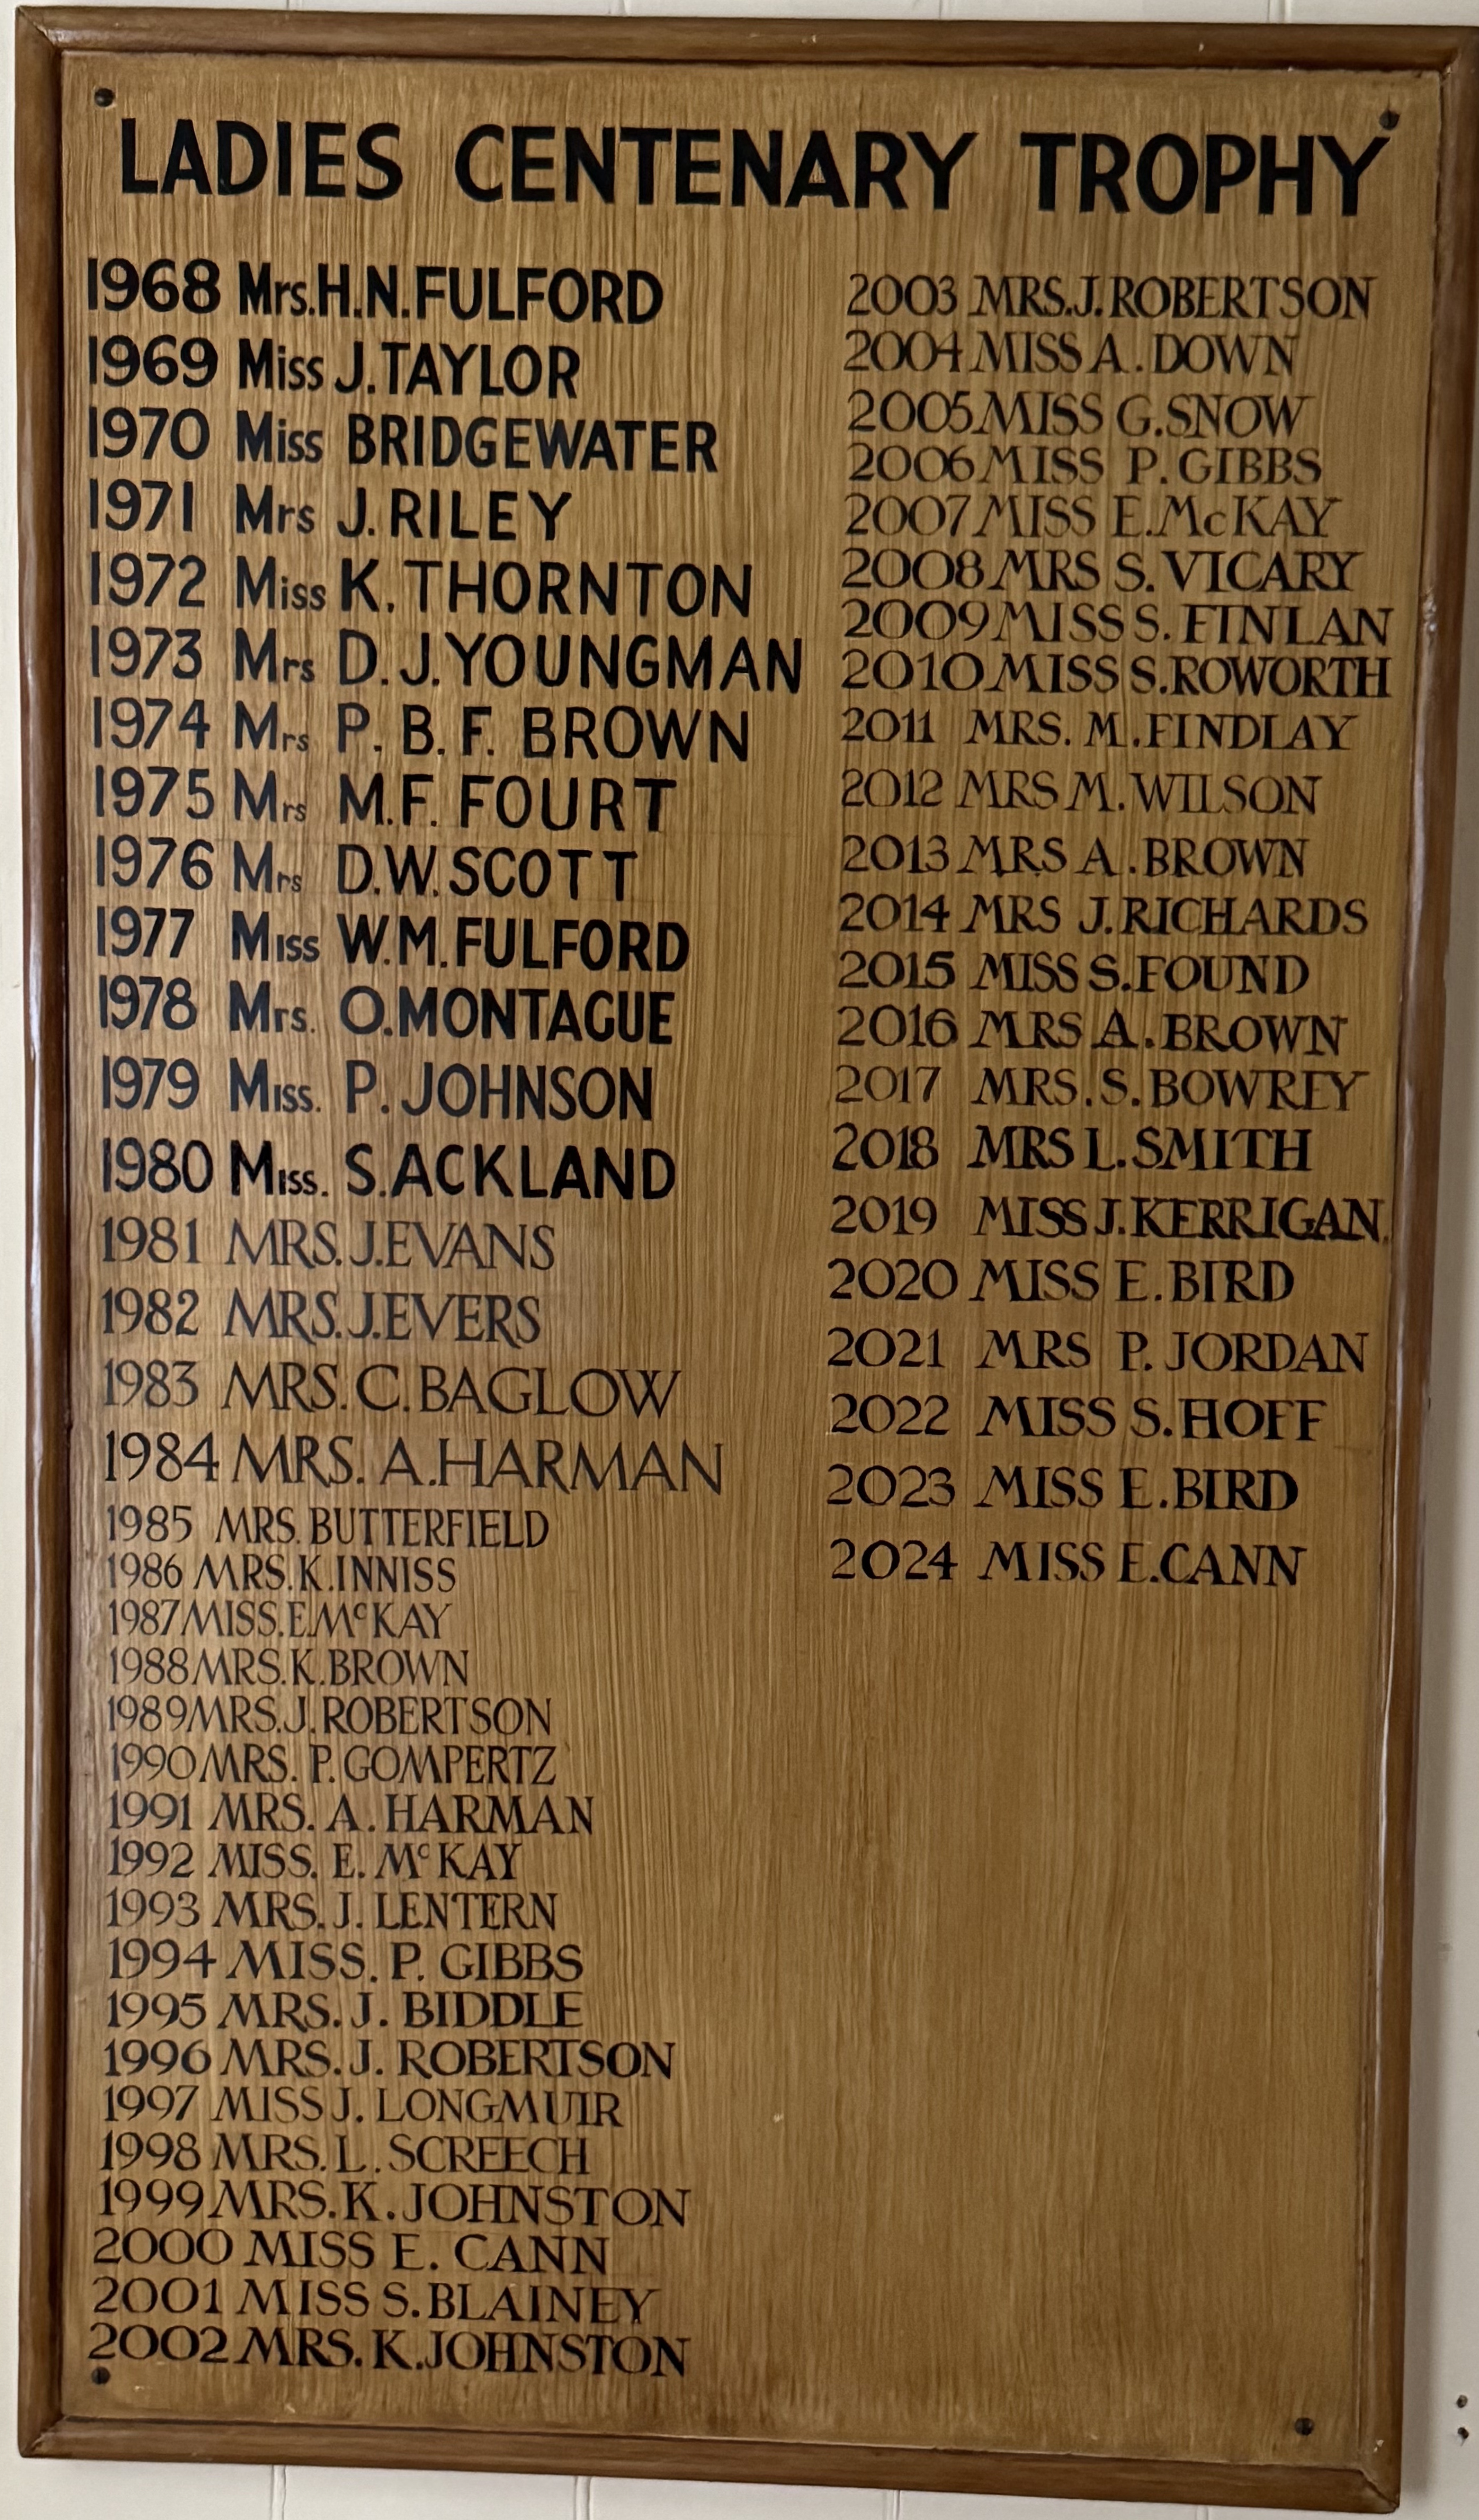 LADIES CENTENARY TROPHY
1968 Mrs.H.N.FULFORD
1969 Miss J.TAYLOR
1970 Miss BRIDGEWATER
1971 Mrs J.RILEY
1972 Miss K.THORNTON
1973 Mrs D.J.YOUNGMAN
1974 Mrs P.B.F. BROWN
1975 Mrs M.F. FOURT
1976 Mrs D.W.SCOTT
1977 Miss W.M.FULFORD
1978 Mrs. O.MONTAGUE
1979 Miss. P.JOHNSON
1980 Miss. S.ACKLAND
1981 MRS.J.EVANS
1982 MRS.J.EVERS
1983 MRS.C.BAGLOW
1984 MRS. A.HARMAN
1985 MRS.BUTTERFIELD
1986 MRS.K.INNISS
1987 MISS.E.McKAY
1988 MRS.K.BROWN
1989 MRS.J.ROBERTSON
1990 MRS. P.GOMPERTZ
1991 MRS. A.HARMAN
1992 MISS. E. McKAY
1993 MRS.J. LENTERN
1994 MISS. P. GIBBS
1995 MRS.J. BIDDLE
1996 MRS.J. ROBERTSON
1997 MISS J. LONGMUIR
1998 MRS.L.SCREECH
1999 MRS.K.JOHNSTON
2000 MISS E. CANN
2001 MISS S.BLAINEY
2002 MRS.K.JOHNSTON
2003 MRS.J.ROBERTSON
2004 MISS A.DOWN
2005 MISS G.SNOW
2006 MISS P.GIBBS
2007 MISS E.McKAY
2008 MRS S.VICARY
2009 MISS S.FINLAN
2010 MISS S.ROWORTH
2011 MRS. M.FINDLAY
2012 MRS M.WILSON
2013 MRS A.BROWN
2014 MRS J.RICHARDS
2015 MISS S.FOUND
2016 MRS A.BROWN
2017 MRS.S.BOWREY
2018 MRS L.SMITH
2019 MISS J.KERRIGAN.
2020 MISS E.BIRD
2021 MRS P.JORDAN
2022 MISS S.HOFF
2023 MISS E.BIRD
2024 MISS E.CANN